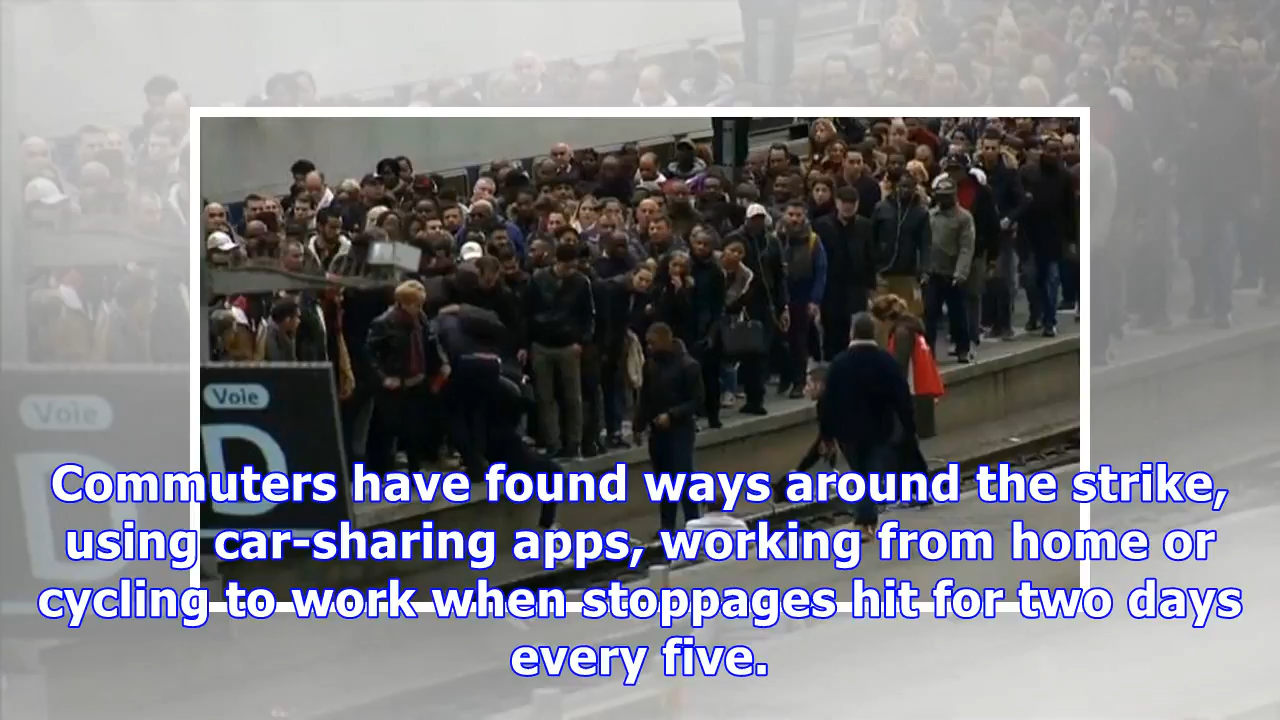 Voie
D
Voie
D
Commuters have found ways around the strike,
using car-sharing apps, working from home or
cycling to work when stoppages hit for two days
every five.